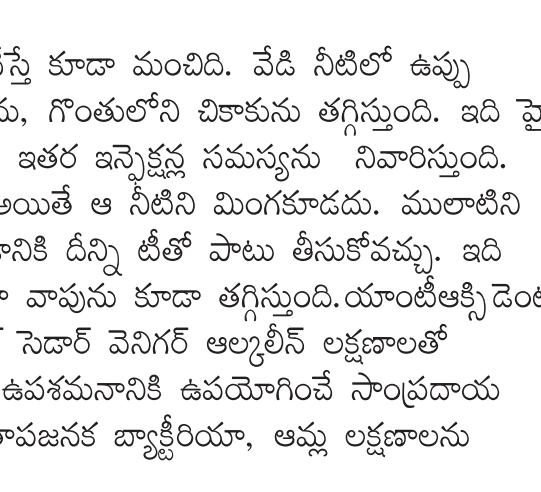 కూడా మంచిది. వేడి నీటిలో ఉప్పు
గొంతులోని చికాకును తగ్గిస్తుంది. ఇది
ఇతర ఇన్ఫెక్షన్ల సమస్యను నివారిస్తుంది.
అయితే ఆ నీటిని మింగకూడదు. ములాటిని
దీన్ని టీతో పాటు తీసుకోవచ్చు. ఇది
వాపును కూడా తగ్గిస్తుంది.యాంటీఆక్సిడెంట
సెడార్ వెనిగర్ ఆల్కలీన్ లక్షణాలతో
ఉపశమనానికి ఉపయోగించే సాంప్రదాయ
బ్యాక్టీరియా, ఆమ్ల లక్షణాలను